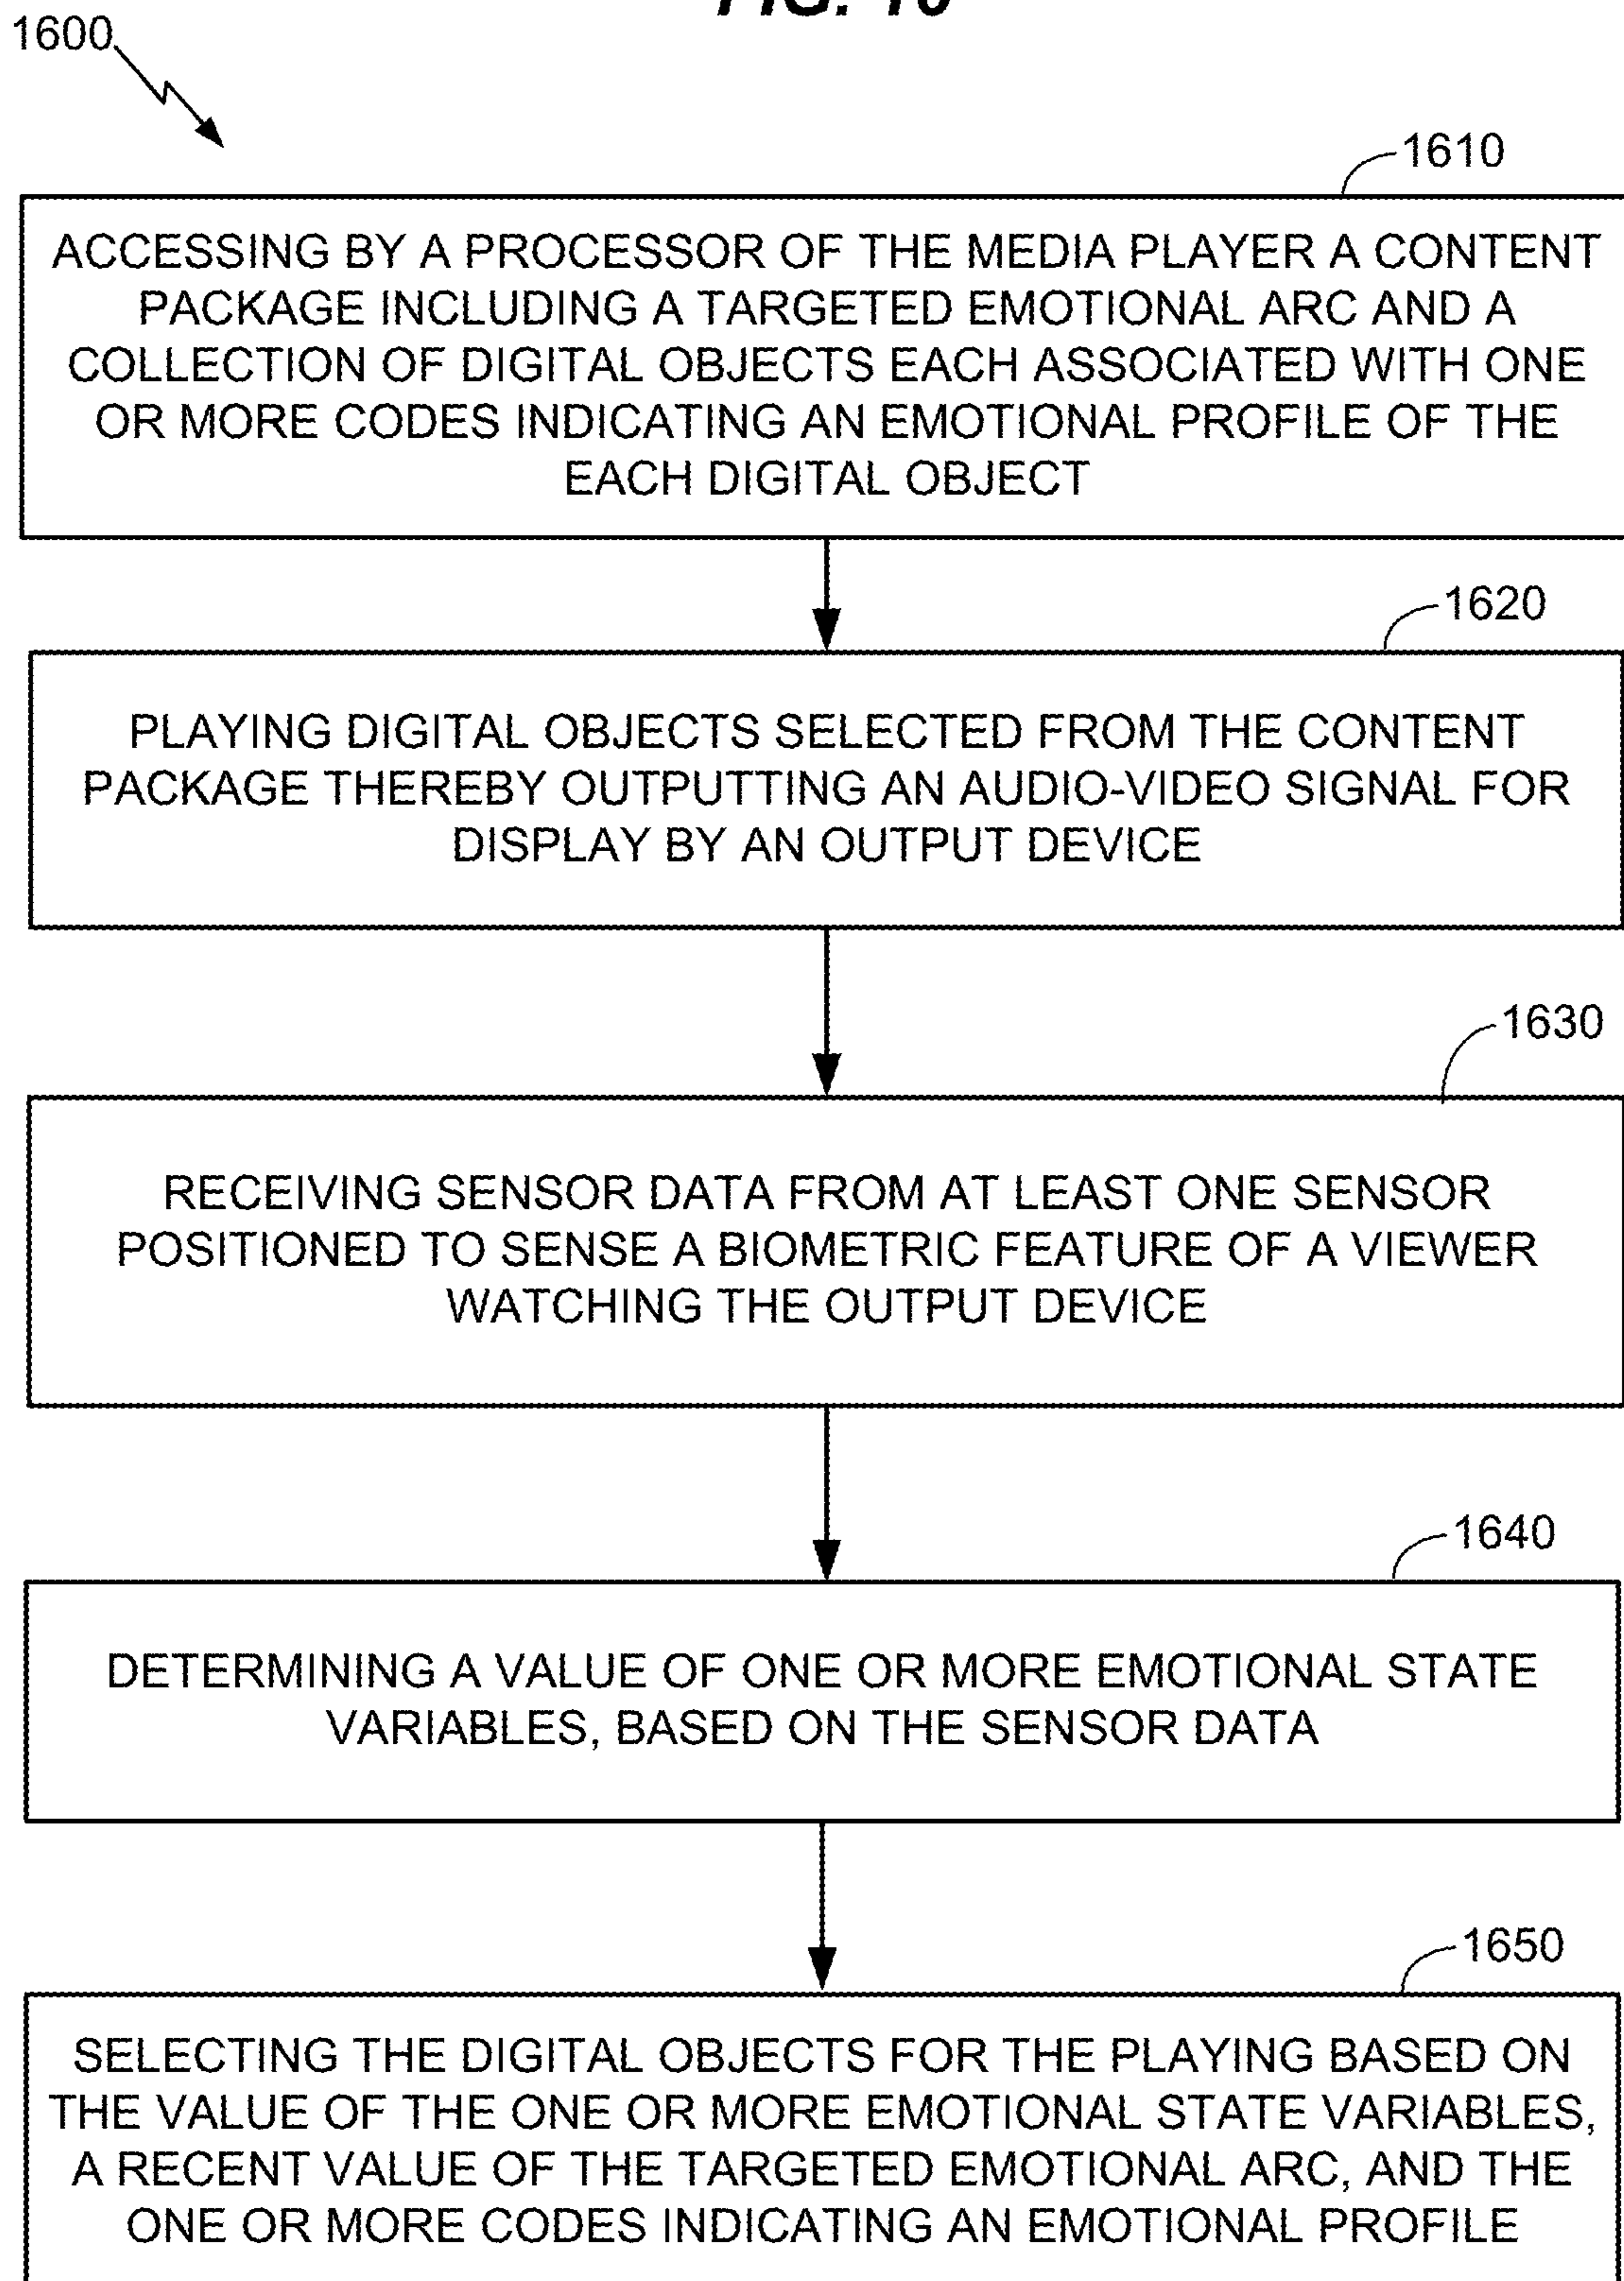 1600
1610
ACCESSING BY A PROCESSOR OF THE MEDIA PLAYER A CONTENT
PACKAGE INCLUDING A TARGETED EMOTIONAL ARC AND A
COLLECTION OF DIGITAL OBJECTS EACH ASSOCIATED WITH ONE
OR MORE CODES INDICATING AN EMOTIONAL PROFILE OF THE
EACH DIGITAL OBJECT
1620
PLAYING DIGITAL OBJECTS SELECTED FROM THE CONTENT
PACKAGE THEREBY OUTPUTTING AN AUDIO-VIDEO SIGNAL FOR
DISPLAY BY AN OUTPUT DEVICE
1630
RECEIVING SENSOR DATA FROM AT LEAST ONE SENSOR
POSITIONED TO SENSE A BIOMETRIC FEATURE OF A VIEWER
WATCHING THE OUTPUT DEVICE
1640
DETERMINING A VALUE OF ONE OR MORE EMOTIONAL STATE
VARIABLES, BASED ON THE SENSOR DATA
1650
SELECTING THE DIGITAL OBJECTS FOR THE PLAYING BASED ON
THE VALUE OF THE ONE OR MORE EMOTIONAL STATE VARIABLES,
A RECENT VALUE OF THE TARGETED EMOTIONAL ARC, AND THE
ONE OR MORE CODES INDICATING AN EMOTIONAL PROFILE